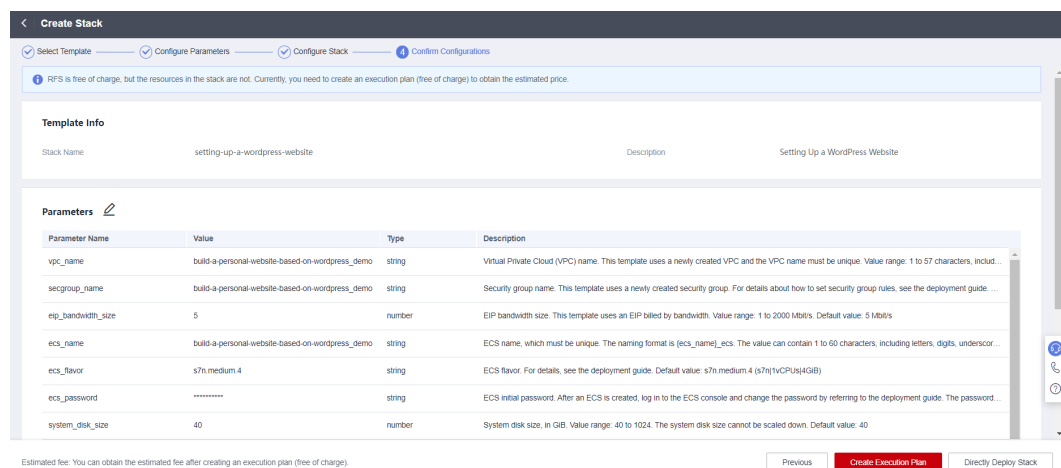 Create Stack
Select Template Configure Parameters Configure Stack 4 Confirm Configurations
RFS is free of charge, but the resources in the stack are not. Currently, you need to create an execution plan (free of charge) to obtain the estimated price.
Template Info
Stack Name setting-up-a-wordpress-website Description Setting Up a WordPress Website
Parameters
Parameter Name Value Type Description
vpc_name build-a-personal-website-based-on-wordpress_demo string Virtual Private Cloud (VPC) name. This template uses a newly created VPC and the VPC name must be unique. Value range: 1 to 57 characters, includ...
secgroup_name build-a-personal-website-based-on-wordpress_demo string Security group name. This template uses a newly created security group. For details about how to set security group rules, see the deployment guide. ...
eip_bandwidth_size 5 number EIP bandwidth size. This template uses an EIP billed by bandwidth. Value range: 1 to 2000 Mbit/s. Default value: 5 Mbit/s
ecs_name build-a-personal-website-based-on-wordpress_demo string ECS name, which must be unique. The naming format is {ecs_name}_ecs. The value can contain 1 to 60 characters, including letters, digits, underscor...
ecs_flavor s7n.medium.4 string ECS flavor. For details, see the deployment guide. Default value: s7n.medium.4 (s7n|1vCPUs|4GiB)
ecs_password ********** string ECS initial password. After an ECS is created, log in to the ECS console and change the password by referring to the deployment guide. The password...
system_disk_size 40 number System disk size, in GiB. Value range: 40 to 1024. The system disk size cannot be scaled down. Default value: 40
Estimated fee: You can obtain the estimated fee after creating an execution plan (free of charge). Previous Create Execution Plan Directly Deploy Stack